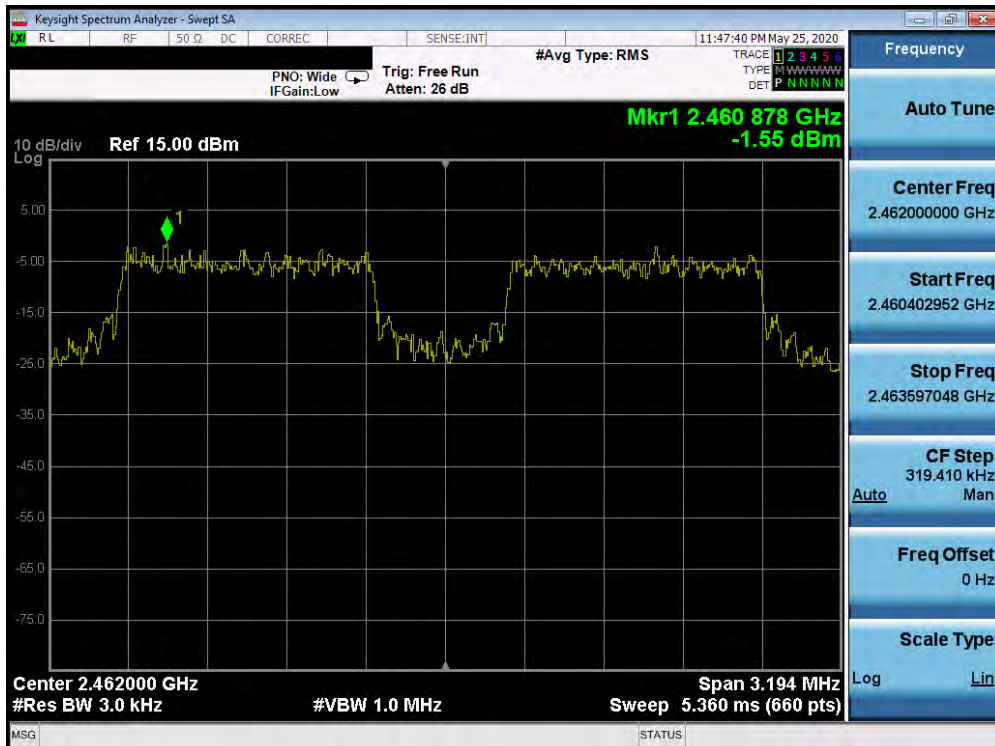 Keysight Spectrum Analyzer - Swept SA
LXI RL RF 50 Ω DC CORREC SENSE:INT 11:47:40 PM May 25, 2020
#Avg Type: RMS
TRACE 1 2 3 4 5 6
PNO: Wide Trig: Free Run
TYPE M W W W W W
IFGain:Low Atten: 26 dB
DET P N N N N N
Mkr1 2.460 878 GHz
-1.55 dBm
10 dB/div Ref 15.00 dBm
Log
1
5.00
-5.00
-15.0
-25.0
-35.0
-45.0
-55.0
-65.0
-75.0
Center 2.462000 GHz Span 3.194 MHz
#Res BW 3.0 kHz #VBW 1.0 MHz Sweep 5.360 ms (660 pts)
MSG STATUS
Frequency
Auto Tune
Center Freq
2.462000000 GHz
Start Freq
2.460402952 GHz
Stop Freq
2.463597048 GHz
CF Step
319.410 kHz
Auto Man
Freq Offset
0 Hz
Scale Type
Log Lin